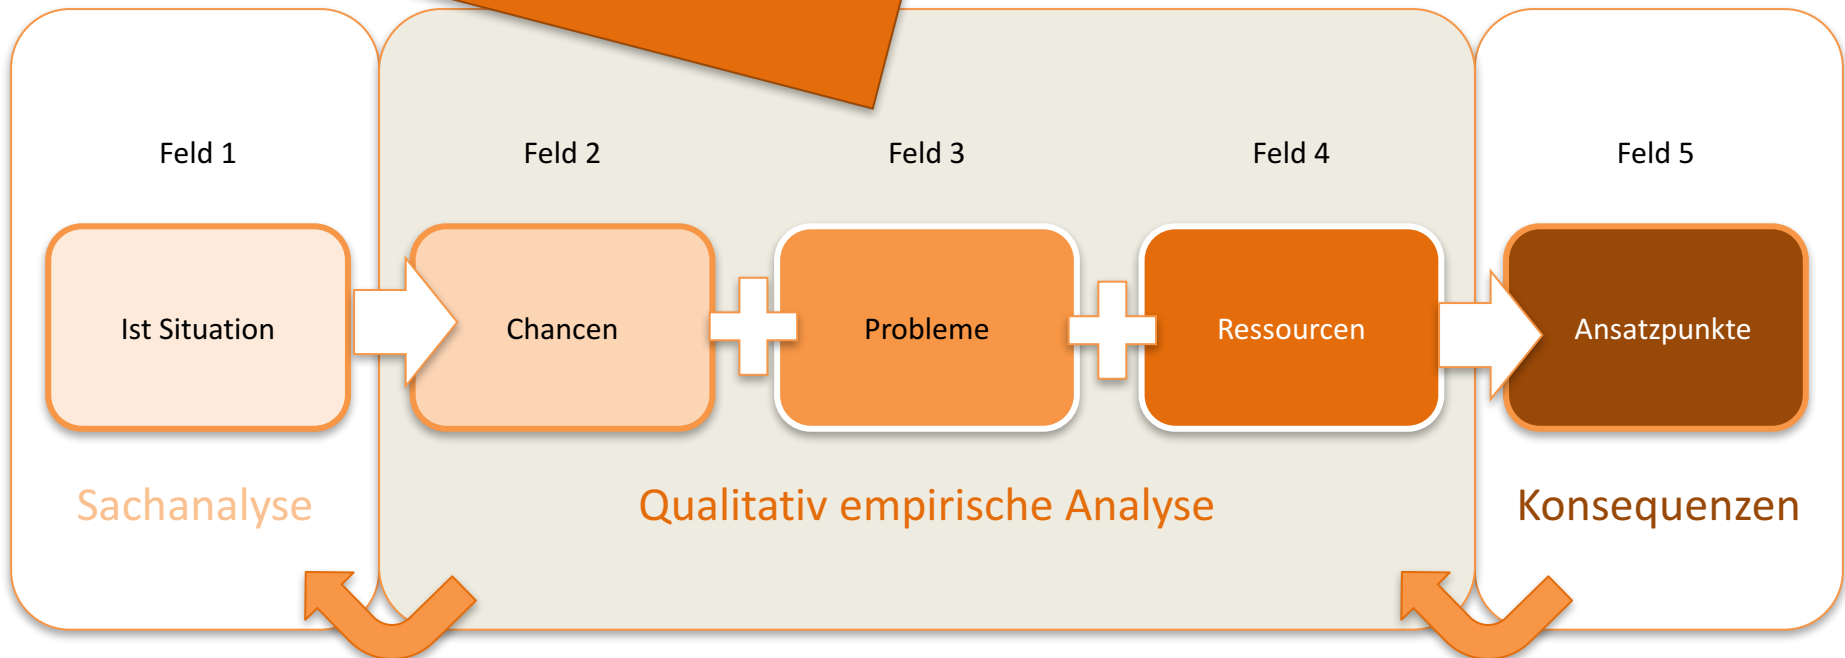 Feld 1
Feld 2
Feld 3
Feld 4
Feld 5
Ist Situation
Chancen
Probleme
Ressourcen
Ansatzpunkte
Sachanalyse
Qualitativ empirische Analyse
Konsequenzen